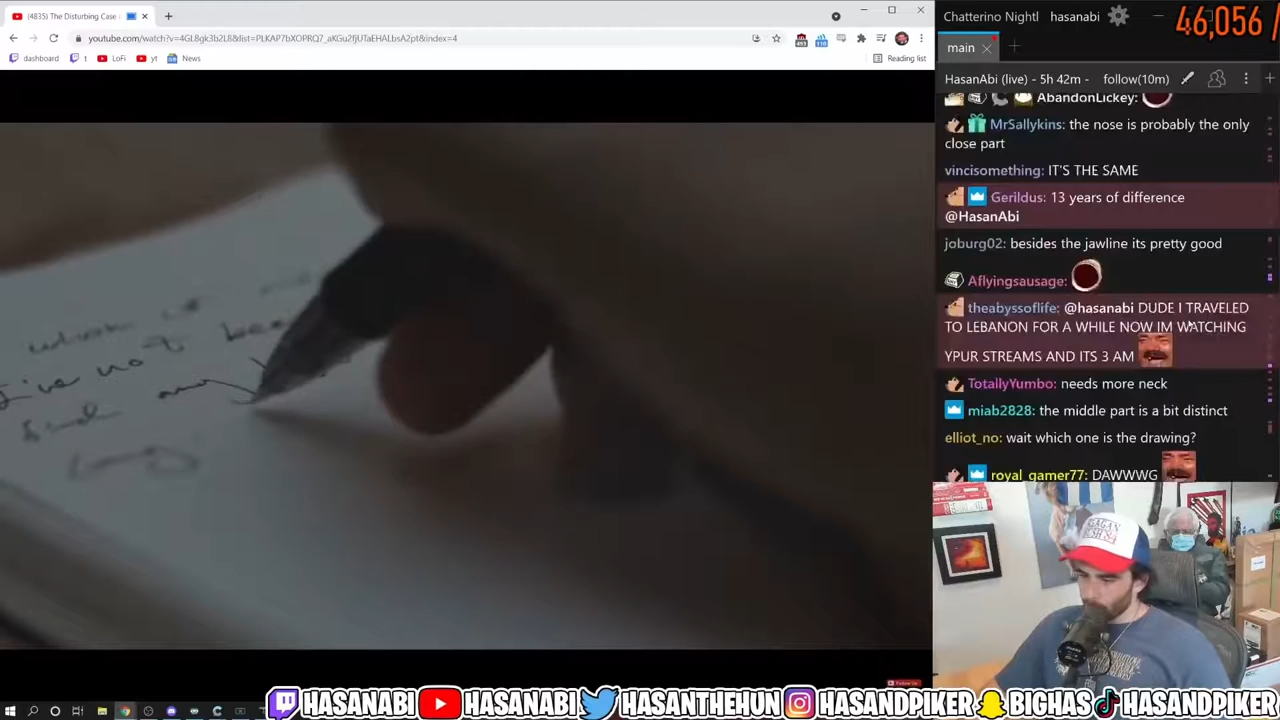 (4835) The Disturbing Case
Chatterino Nightl
hasanabi
46,056 /
youtube.com/watch?v=4GL8gk3b2L8&list=PLKAP7bXOPRQ7_aKGu2fjUTaEHALbsA2pt&index=4
main
dashboard
t
LoFi
yt
News
Reading list
HasanAbi (live) - 5h 42m -
follow(10m)
AbandonLickey:
MrSallykins: the nose is probably the only
close part
vincisomething: IT'S THE SAME
Gerildus: 13 years of difference
@HasanAbi
joburg02: besides the jawline its pretty good
Aflyingsausage:
theabyssoflife: @hasanabi DUDE I TRAVELED
TO LEBANON FOR A WHILE NOW IM WATCHING
YPUR STREAMS AND ITS 3 AM
TotallyYumbo: needs more neck
miab2828: the middle part is a bit distinct
elliot_no: wait which one is the drawing?
royal_gamer77: DAWWWG
I've not
Follow Us
HASANABI
HASANABI
HASANTHEHUN
HASANDPIKER
BIGHAS
HASANDPIKER